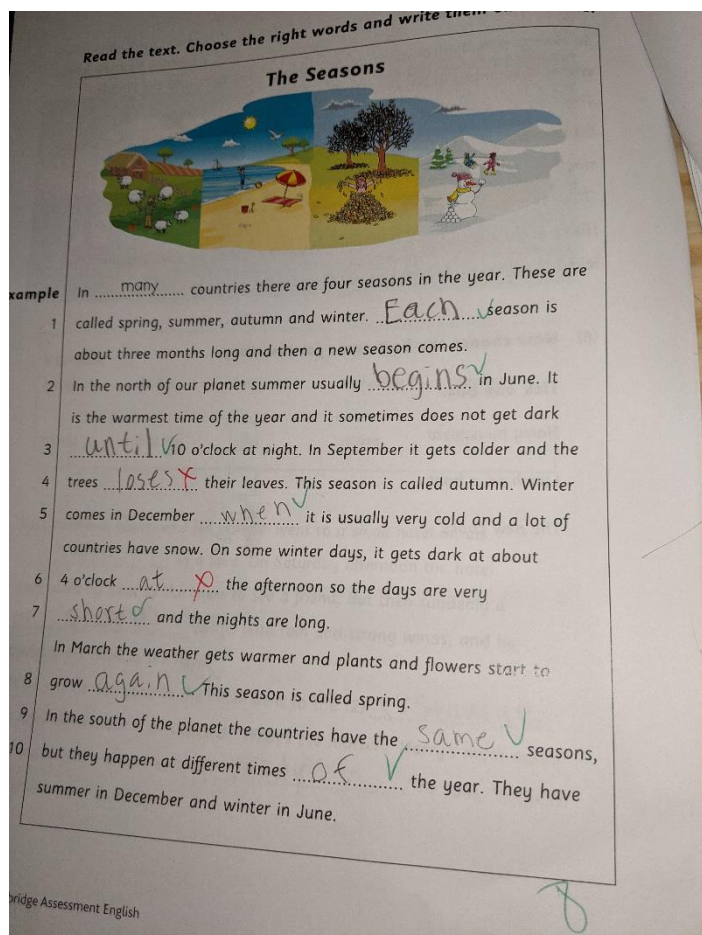 Read the text. Choose the right words and write them
The Seasons
xample In many countries there are four seasons in the year. These are
1 called spring, summer, autumn and winter. Each season is
about three months long and then a new season comes.
2 In the north of our planet summer usually begins in June. It
is the warmest time of the year and it sometimes does not get dark
3 until 10 o'clock at night. In September it gets colder and the
4 trees loses their leaves. This season is called autumn. Winter
5 comes in December when it is usually very cold and a lot of
countries have snow. On some winter days, it gets dark at about
6 4 o'clock at the afternoon so the days are very
7 short and the nights are long.
In March the weather gets warmer and plants and flowers start to
8 grow again This season is called spring.
9 In the south of the planet the countries have the same seasons,
10 but they happen at different times of the year. They have
summer in December and winter in June.
8
bridge Assessment English